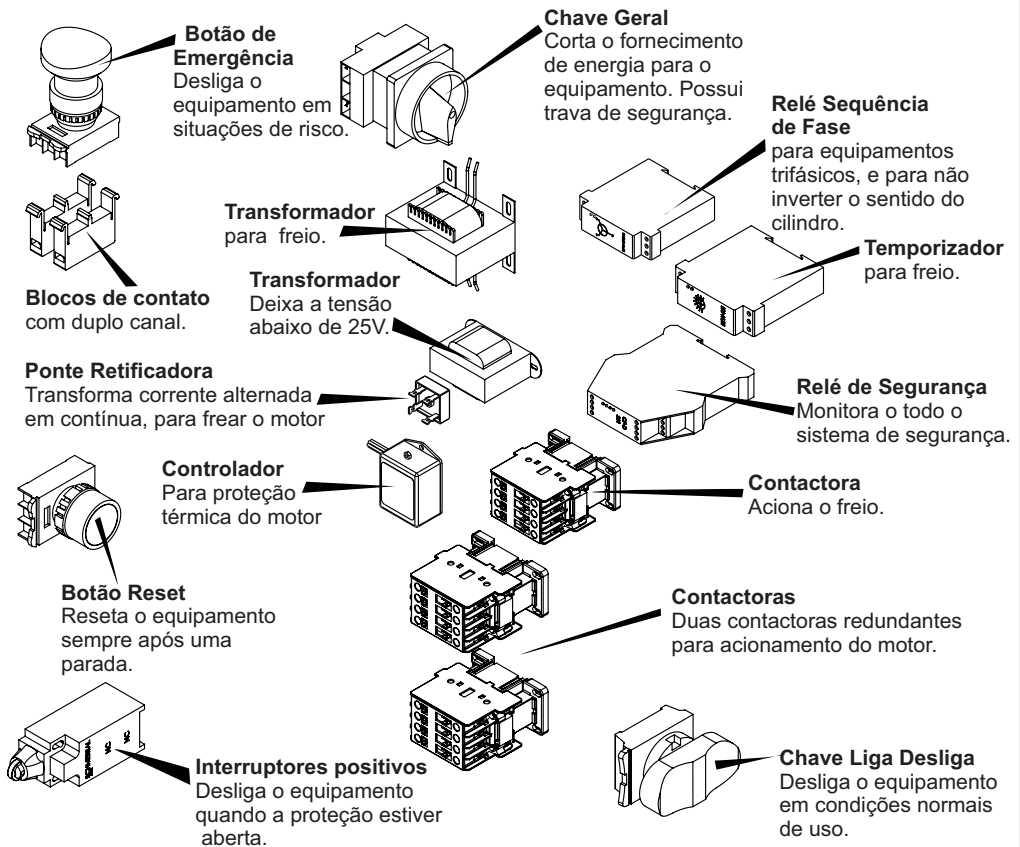 Botão de
Emergência
Desliga o
equipamento em
situações de risco.
Chave Geral
Corta o fornecimento
de energia para o
equipamento. Possui
trava de segurança.
Relé Sequência
de Fase
para equipamentos
trifásicos, e para não
inverter o sentido do
cilindro.
Transformador
para freio.
Temporizador
para freio.
Blocos de contato
com duplo canal.
Transformador
Deixa a tensão
abaixo de 25V.
Ponte Retificadora
Transforma corrente alternada
em contínua, para frear o motor
Relé de Segurança
Monitora o todo o
sistema de segurança.
Controlador
Para proteção
térmica do motor
Contactora
Aciona o freio.
Botão Reset
Reseta o equipamento
sempre após uma
parada.
Contactoras
Duas contactoras redundantes
para acionamento do motor.
NC
NC
Interruptores positivos
Desliga o equipamento
quando a proteção estiver
aberta.
Chave Liga Desliga
Desliga o equipamento
em condições normais
de uso.